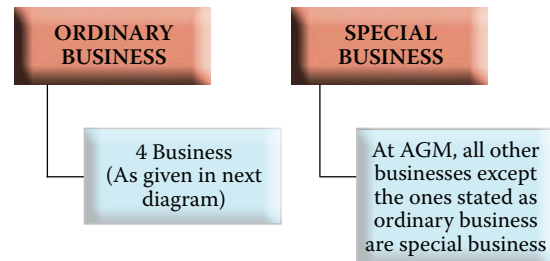 ORDINARY
BUSINESS
4 Business
(As given in next
diagram)
SPECIAL
BUSINESS
At AGM, all other
businesses except
the ones stated as
ordinary business
are special business